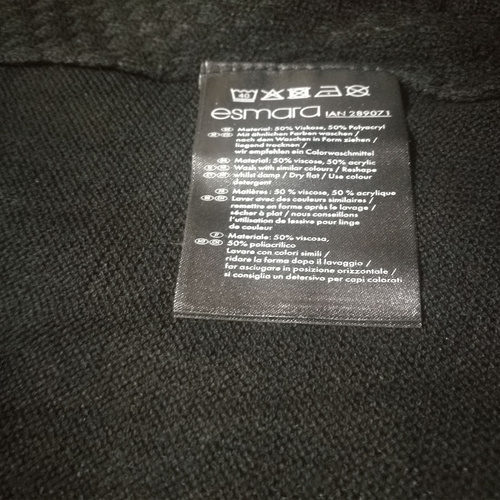 40
esmara IAN 289071
Material: 50% Viskose, 50% Polyacryl
Mit ähnlichen Farben waschen /
nach dem Waschen in Form ziehen /
liegend trocknen /
wir empfehlen ein Colorwaschmittel
Material: 50% viscose, 50% acrylic
Wash with similar colours / Reshape
whilst damp / Dry flat / Use colour
detergent
Matières: 50 % viscose, 50 % acrylique
Laver avec des couleurs similaires /
remettre en forme après le lavage /
sécher à plat / nous conseillons
l'utilisation de lessive pour linge
de couleur
Materiale: 50% viscosa,
50% poliacrilico
Lavare con colori simili /
ridare la forma dopo il lavaggio /
far asciugare in posizione orizzontale /
si consiglia un detersivo per capi colorati